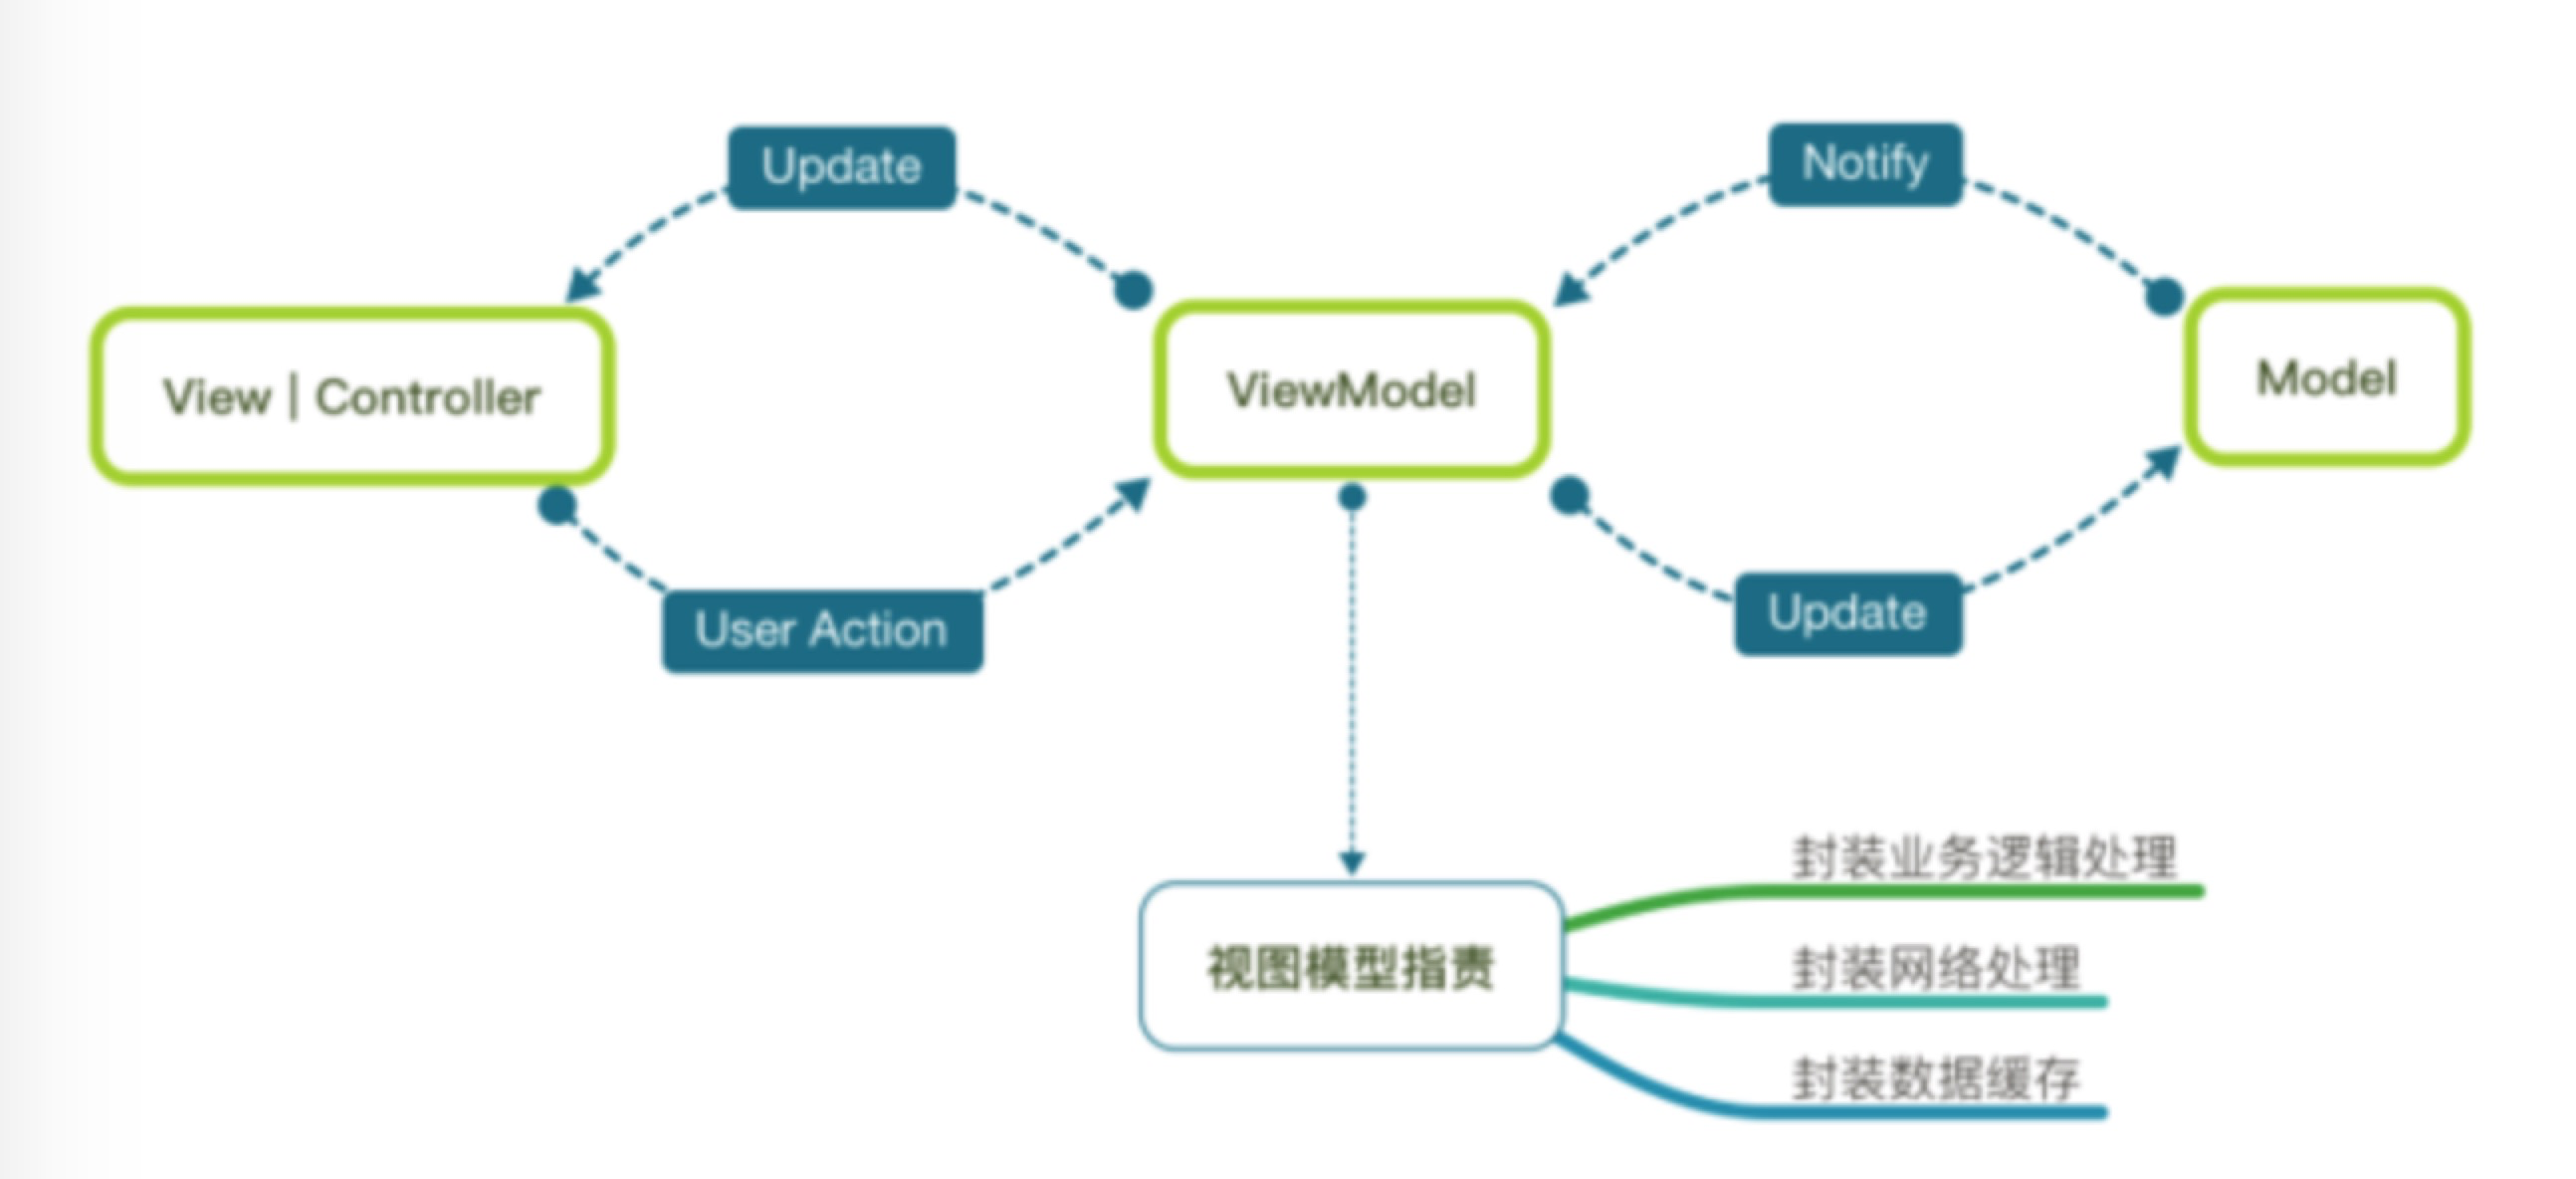 Update
Notify
View | Controller
ViewModel
Model
User Action
Update
封装业务逻辑处理
视图模型指责
封装网络处理
封装数据缓存